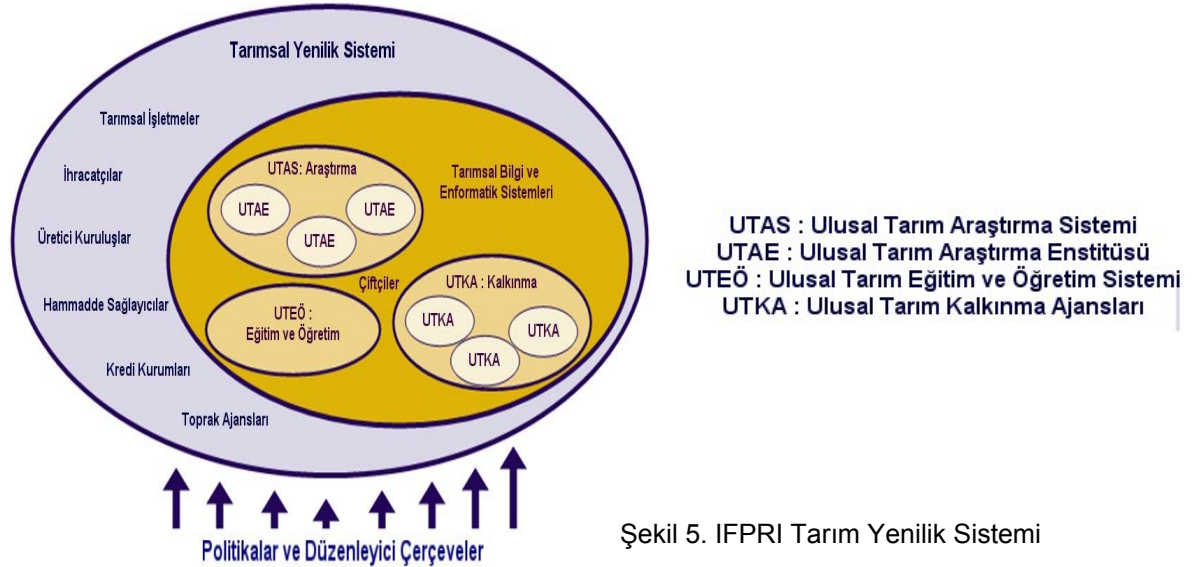 Tarımsal Yenilik Sistemi
Tarımsal İşletmeler
İhracatçılar
Üretici Kuruluşlar
Hammadde Sağlayıcılar
Kredi Kurumları
Toprak Ajansları
UTAS: Araştırma
UTAE
UTAE
UTAE
Tarımsal Bilgi ve
Enformatik Sistemleri
Çiftçiler
UTEÖ :
Eğitim ve Öğretim
UTKA : Kalkınma
UTKA
UTKA
UTKA
Politikalar ve Düzenleyici Çerçeveler
UTAS : Ulusal Tarım Araştırma Sistemi
UTAE : Ulusal Tarım Araştırma Enstitüsü
UTEÖ : Ulusal Tarım Eğitim ve Öğretim Sistemi
UTKA : Ulusal Tarım Kalkınma Ajansları
Şekil 5. IFPRI Tarım Yenilik Sistemi